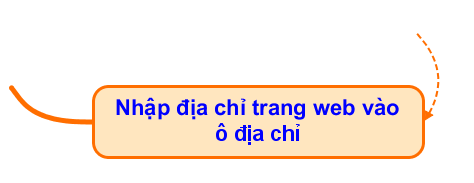 Nhập địa chỉ trang web vào
ô địa chỉ